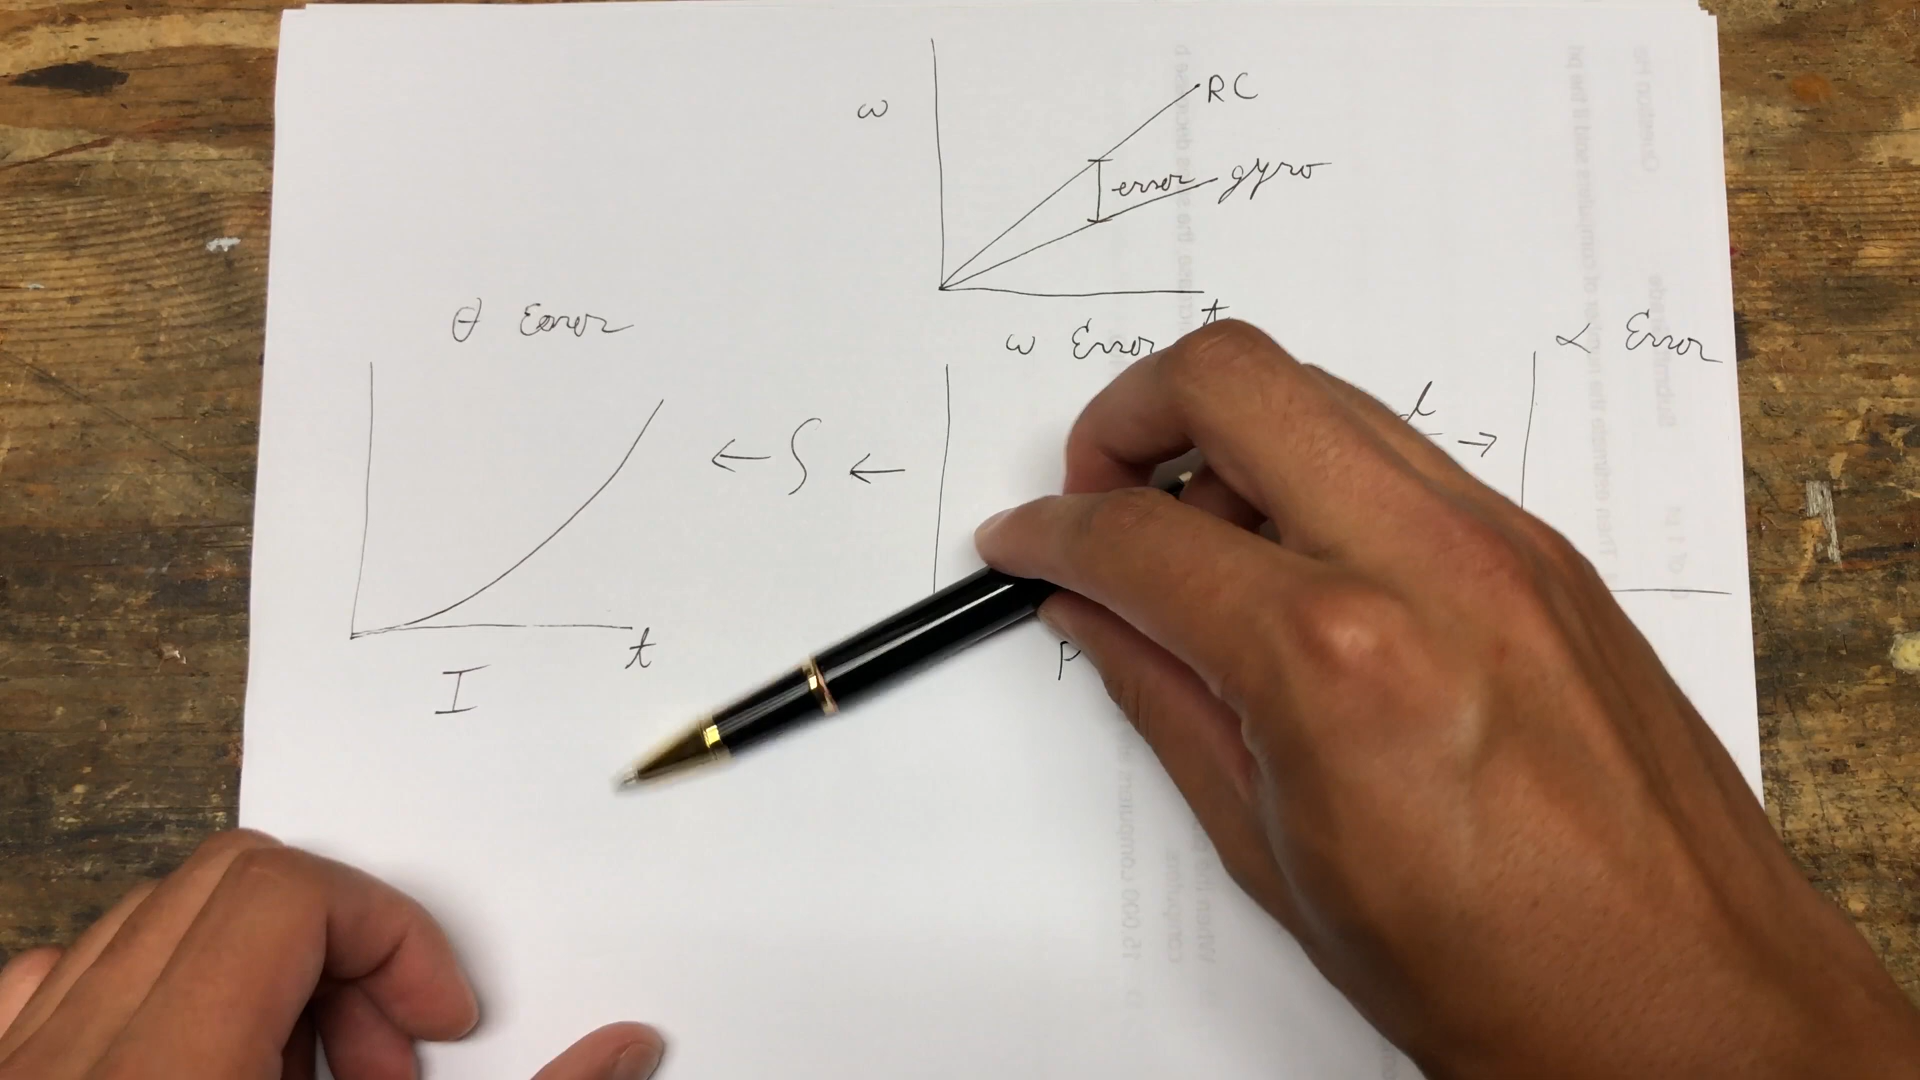 ω
RC
error
gyro
t
θ Error
ω Error
α Error
← ∫ ←
d
→
t
I
P